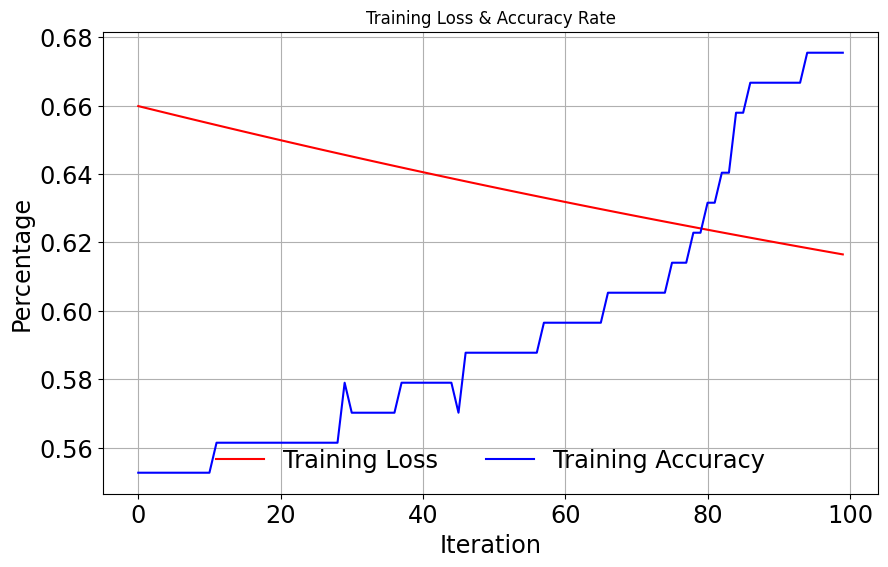 Training Loss & Accuracy Rate
0.68
0.66
0.64
0.62
0.60
0.58
0.56
Percentage
Training Loss Training Accuracy
0 20 40 60 80 100
Iteration